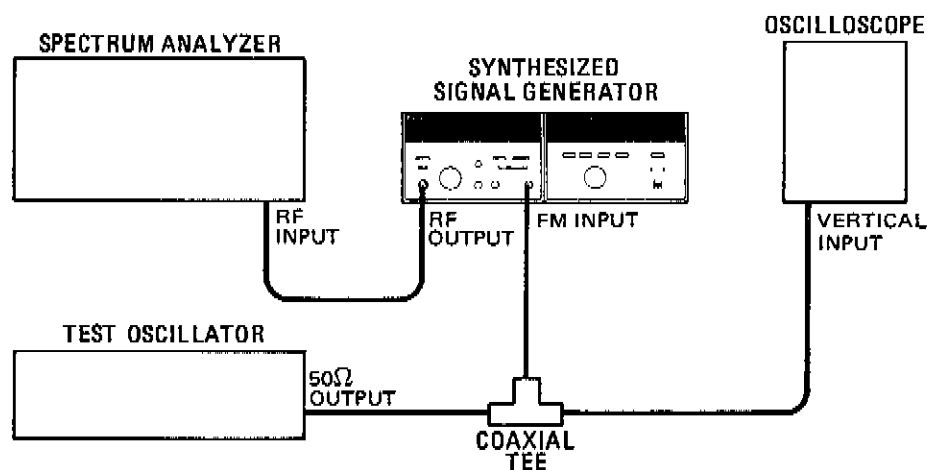 OSCILLOSCOPE
SPECTRUM ANALYZER
SYNTHESIZED
SIGNAL GENERATOR
RF
INPUT
RF
OUTPUT
FM INPUT
VERTICAL
INPUT
TEST OSCILLATOR
50Ω
OUTPUT
COAXIAL
TEE